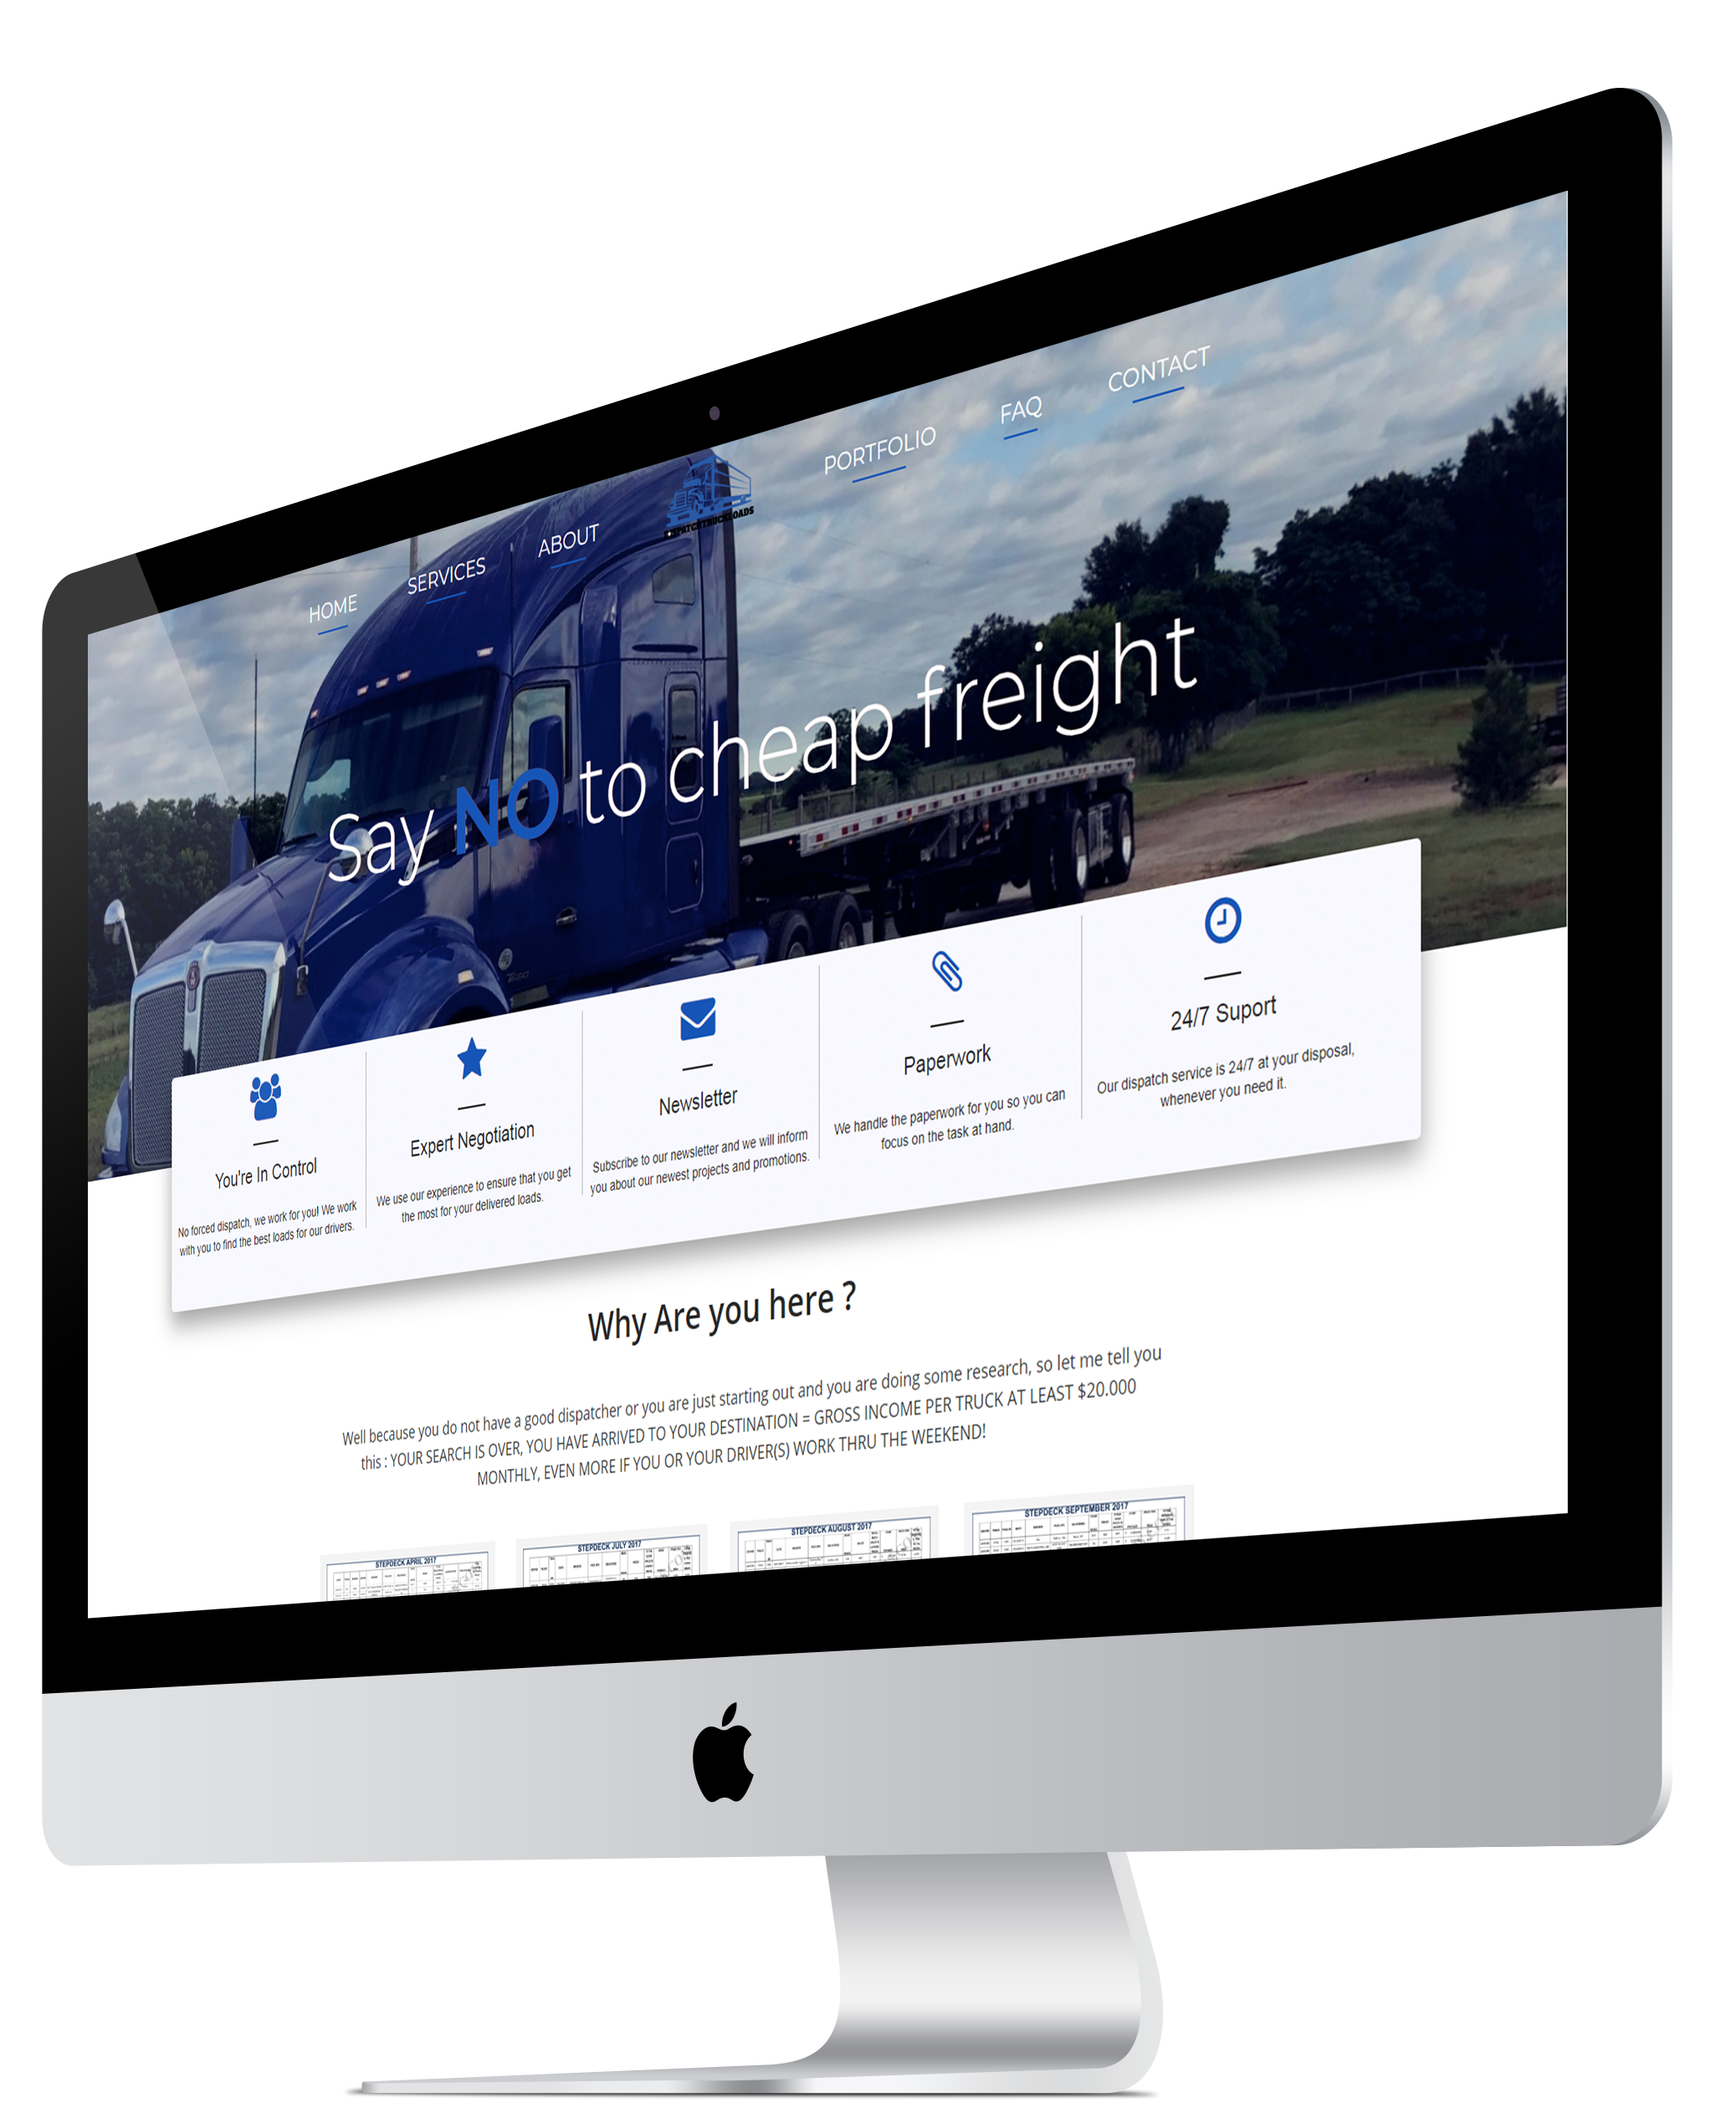 HOME
SERVICES
ABOUT
DISPATCHTRUCKLOADS
PORTFOLIO
FAQ
CONTACT
Say NO to cheap freight
You're In Control
No forced dispatch, we work for you! We work
with you to find the best loads for our drivers.
Expert Negotiation
We use our experience to ensure that you get
the most for your delivered loads.
Newsletter
Subscribe to our newsletter and we will inform
you about our newest projects and promotions.
Paperwork
We handle the paperwork for you so you can
focus on the task at hand.
24/7 Suport
Our dispatch service is 24/7 at your disposal,
whenever you need it.
Why Are you here ?
Well because you do not have a good dispatcher or you are just starting out and you are doing some research, so let me tell you
this : YOUR SEARCH IS OVER, YOU HAVE ARRIVED TO YOUR DESTINATION = GROSS INCOME PER TRUCK AT LEAST $20.000
MONTHLY, EVEN MORE IF YOU OR YOUR DRIVER(S) WORK THRU THE WEEKEND!
STEPDECK APRIL 2017
STEPDECK JULY 2017
STEPDECK AUGUST 2017
STEPDECK SEPTEMBER 2017